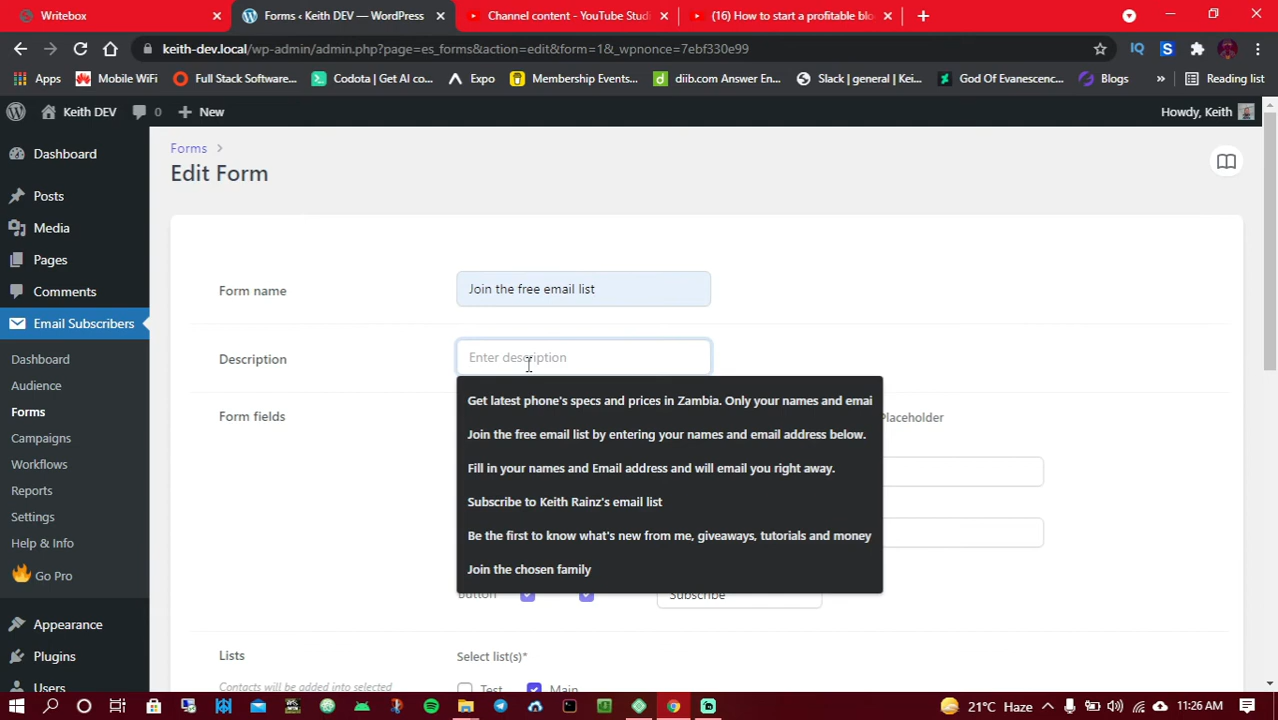 Writebox
Forms ‹ Keith DEV — WordPress
Channel content - YouTube Studi
(16) How to start a profitable blo
keith-dev.local/wp-admin/admin.php?page=es_forms&action=edit&form=1&_wpnonce=7ebf330e99
Apps
Mobile WiFi
Full Stack Software...
Codota | Get AI co...
Expo
Membership Events...
diib.com Answer En...
Slack | general | Kei...
God Of Evanescenc...
Blogs
»
Reading list
Keith DEV
0
New
Howdy, Keith
Dashboard
Posts
Media
Pages
Comments
Email Subscribers
Dashboard
Audience
Forms
Campaigns
Workflows
Reports
Settings
Help & Info
Go Pro
Appearance
Plugins
Users
Forms >
Edit Form
Form name
Join the free email list
Description
Enter description
Get latest phone's specs and prices in Zambia. Only your names and emai
Join the free email list by entering your names and email address below.
Fill in your names and Email address and will email you right away.
Subscribe to Keith Rainz's email list
Be the first to know what's new from me, giveaways, tutorials and money
Join the chosen family
Form fields
Placeholder
Button
Subscribe
Lists
Select list(s)*
Contacts will be added into selected
Test
Main
21°C Haze
11:26 AM